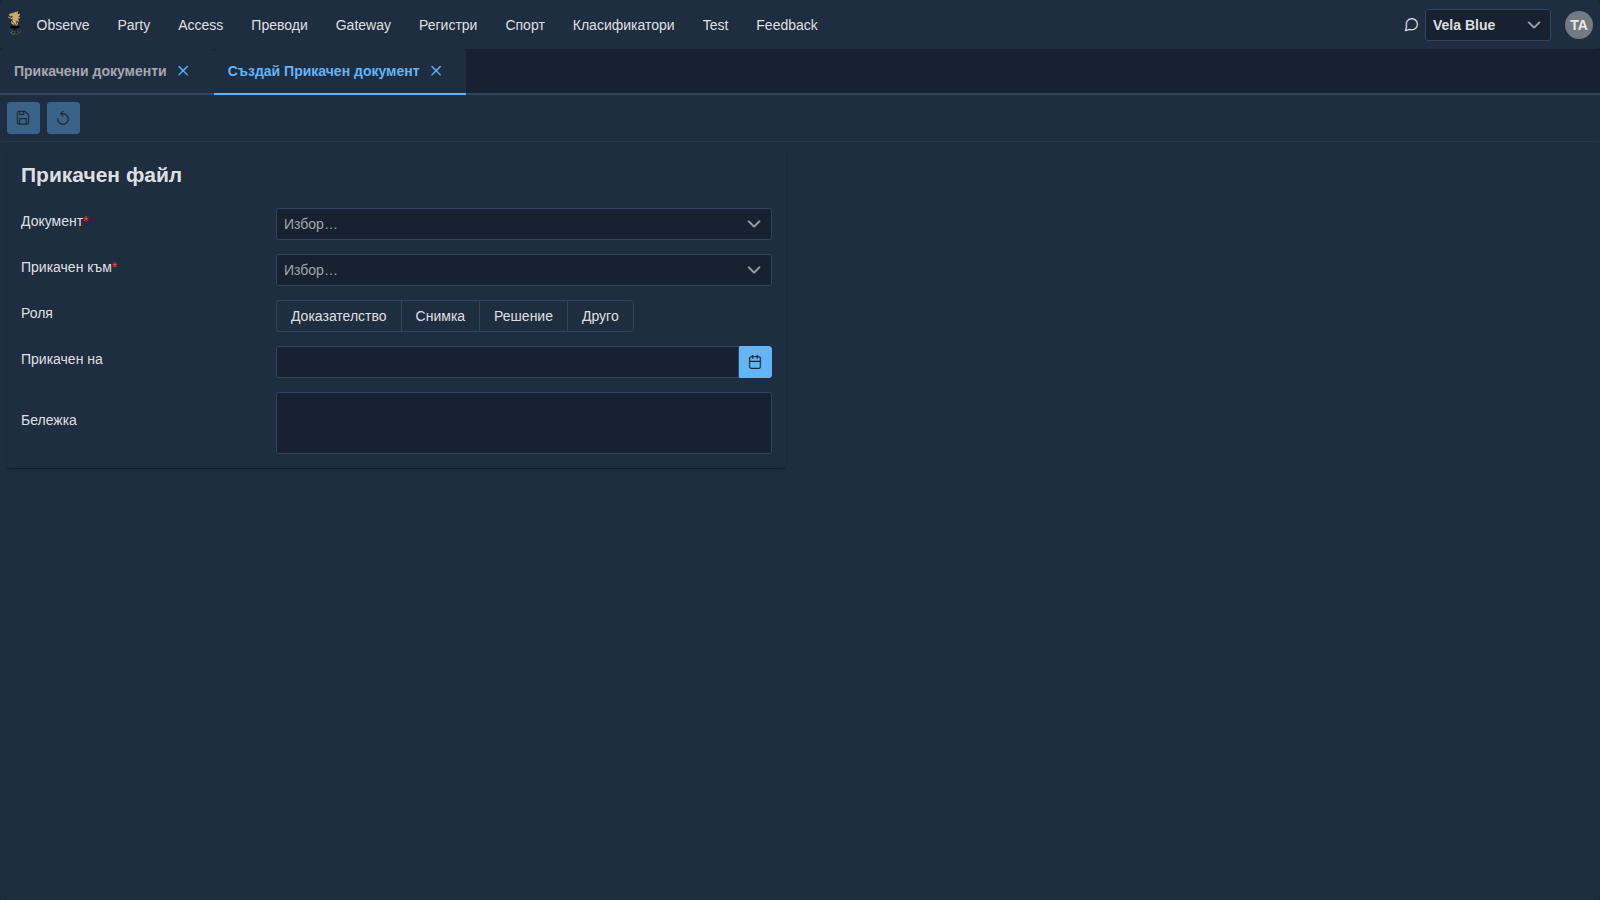 Observe Party Access Преводи Gateway Регистри Спорт Класификатори Test Feedback Vela Blue TA
Прикачени документи Създай Прикачен документ
Прикачен файл
Документ* Избор…
Прикачен към* Избор…
Роля Доказателство Снимка Решение Друго
Прикачен на
Бележка